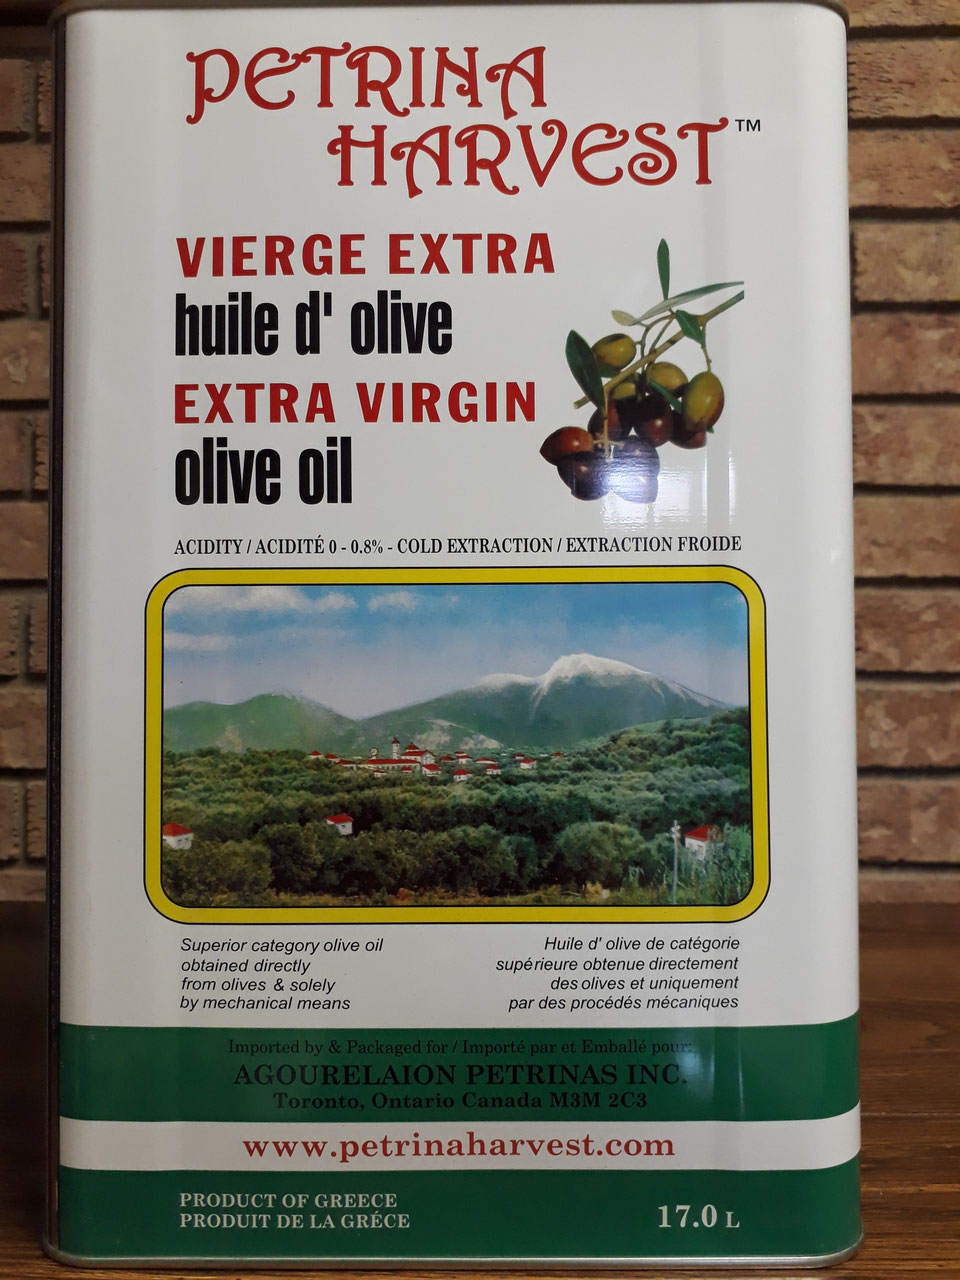 PETRINA
HARVEST™
VIERGE EXTRA
huile d' olive
EXTRA VIRGIN
olive oil
ACIDITY / ACIDITÉ 0 - 0.8% - COLD EXTRACTION / EXTRACTION FROIDE
Superior category olive oil
obtained directly
from olives & solely
by mechanical means
Huile d' olive de catégorie
supérieure obtenue directement
des olives et uniquement
par des procédés mécaniques
Imported by & Packaged for / Importé par et Emballé pour:
AGOURELAION PETRINAS INC.
Toronto, Ontario Canada M3M 2C3
www.petrinaharvest.com
PRODUCT OF GREECE
PRODUIT DE LA GRÉCE
17.0 L